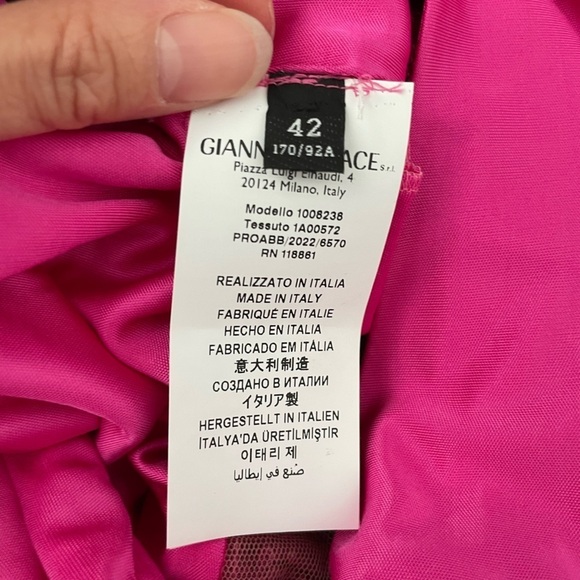 42
170/92A
GIANN ACE S.r.l.
Piazza Luigi Einaudi, 4
20124 Milano, Italy
Modello 1008238
Tessuto 1A00572
PROABB/2022/6570
RN 118861
REALIZZATO IN ITALIA
MADE IN ITALY
FABRIQUÉ EN ITALIE
HECHO EN ITALIA
FABRICADO EM ITÀLIA
意大利制造
СОЗДАНО В ИТАЛИИ
イタリア製
HERGESTELLT IN ITALIEN
İTALYA'DA ÜRETİLMİŞTİR
이태리 제
صنع في إيطاليا